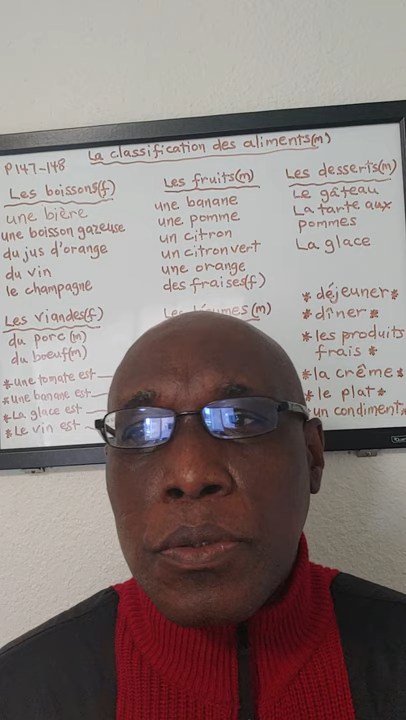 La classification des aliments(m)
P147-148
Les boissons(f)
une bière
une boisson gazeuse
du jus d'orange
du vin
le champagne
Les viandes(f)
du porc (m)
du boeuf(m)
*une tomate est
*une banane est
*La glace est
*Le vin est
Les fruits(m)
une banane
une pomme
un citron
un citron vert
une orange
des fraises(f)
Les (m)
Les desserts(m)
Le gâteau
La tarte aux
pommes
La glace
*déjeuner*
*dîner*
*les produits
frais *
*la crême*
*le plat*
*un condiment